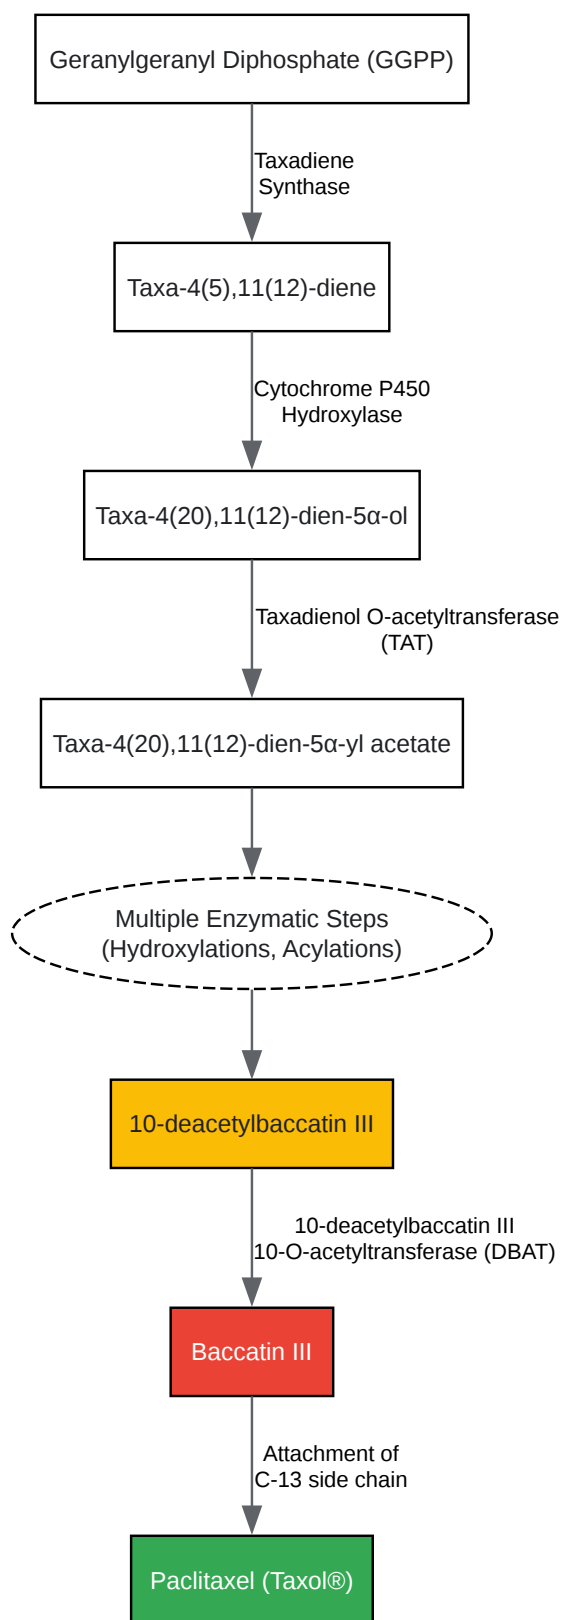 Geranylgeranyl Diphosphate (GGPP)
Taxadiene
Synthase
Taxa-4(5),11(12)-diene
Cytochrome P450
Hydroxylase
Taxa-4(20),11(12)-dien-5α-ol
Taxadienol O-acetyltransferase
(TAT)
Taxa-4(20),11(12)-dien-5α-yl acetate
Multiple Enzymatic Steps
(Hydroxylations, Acylations)
10-deacetylbaccatin III
10-deacetylbaccatin III
10-O-acetyltransferase (DBAT)
Baccatin III
Attachment of
C-13 side chain
Paclitaxel (Taxol®)